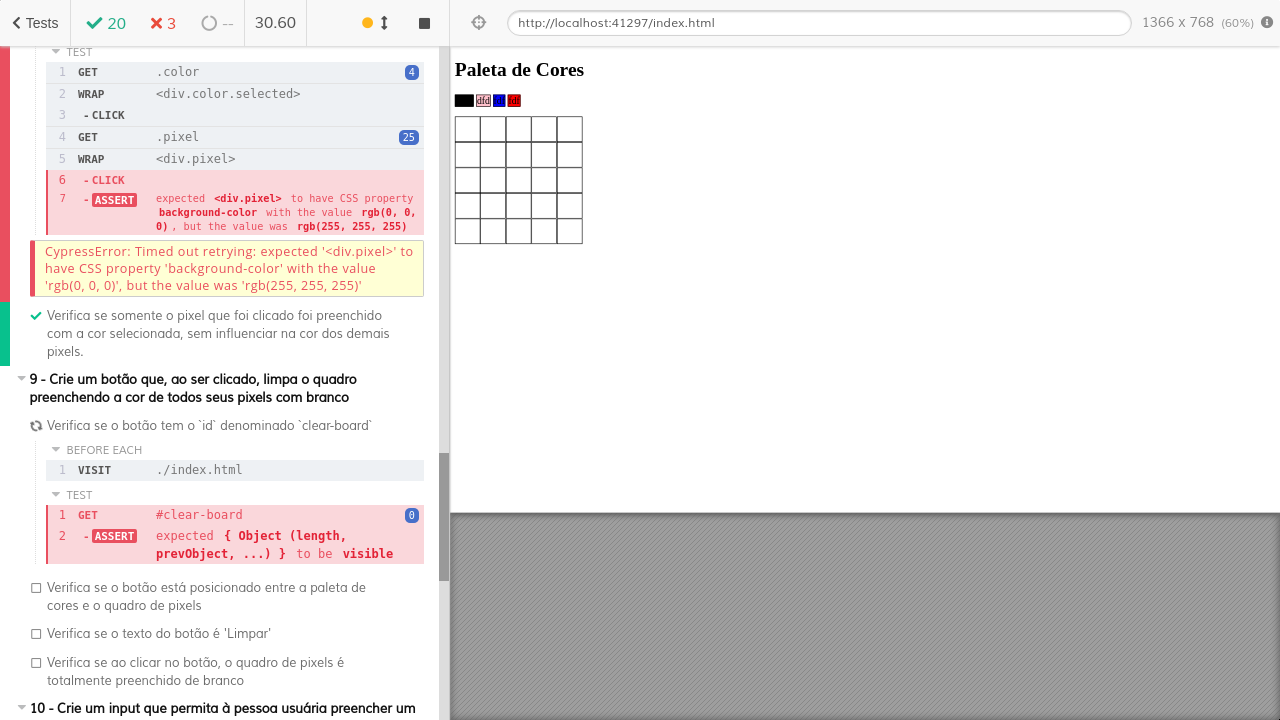 Tests
20
3
--
30.60
http://localhost:41297/index.html
1366 x 768 (60%)
TEST
1 GET .color 4
2 WRAP <div.color.selected>
3 - CLICK
4 GET .pixel 25
5 WRAP <div.pixel>
6 - CLICK
7 - ASSERT expected <div.pixel> to have CSS property
background-color with the value rgb(0, 0,
0) , but the value was rgb(255, 255, 255)
CypressError: Timed out retrying: expected '<div.pixel>' to
have CSS property 'background-color' with the value
'rgb(0, 0, 0)', but the value was 'rgb(255, 255, 255)'
Verifica se somente o pixel que foi clicado foi preenchido
com a cor selecionada, sem influenciar na cor dos demais
pixels.
9 - Crie um botão que, ao ser clicado, limpa o quadro
preenchendo a cor de todos seus pixels com branco
Verifica se o botão tem o `id` denominado `clear-board`
BEFORE EACH
1 VISIT ./index.html
TEST
1 GET #clear-board 0
2 - ASSERT expected { Object (length,
prevObject, ...) } to be visible
Verifica se o botão está posicionado entre a paleta de
cores e o quadro de pixels
Verifica se o texto do botão é 'Limpar'
Verifica se ao clicar no botão, o quadro de pixels é
totalmente preenchido de branco
10 - Crie um input que permita à pessoa usuária preencher um
Paleta de Cores
dfd